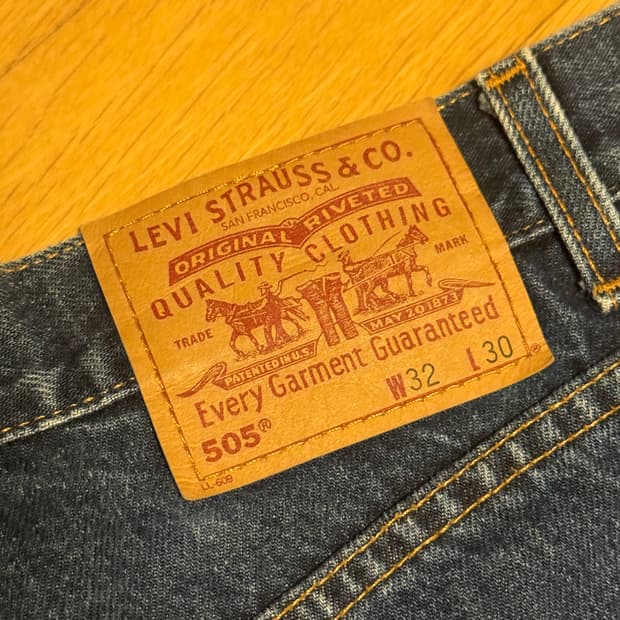 LEVI STRAUSS & CO.
SAN FRANCISCO, CAL.
ORIGINAL RIVETED
QUALITY CLOTHING
TRADE MARK
PATENTED IN U.S. MAY 20 1873
Every Garment Guaranteed
505® W32 L30 ®
LL-609